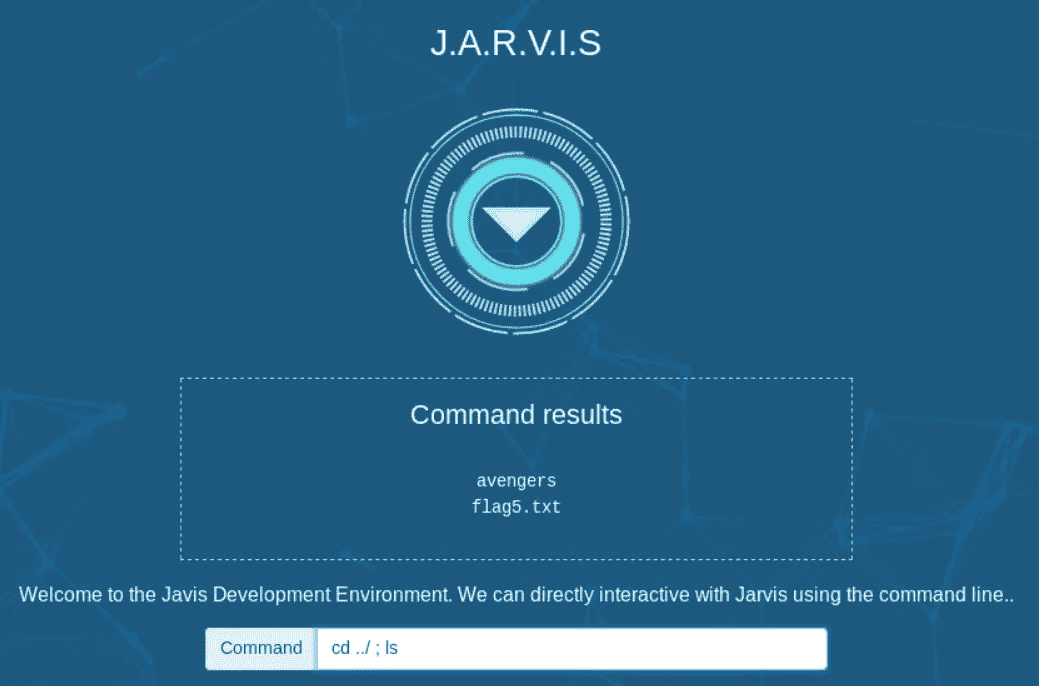 J.A.R.V.I.S
Command results
avengers
flag5.txt
Welcome to the Javis Development Environment. We can directly interactive with Jarvis using the command line..
Command
cd ../ ; ls